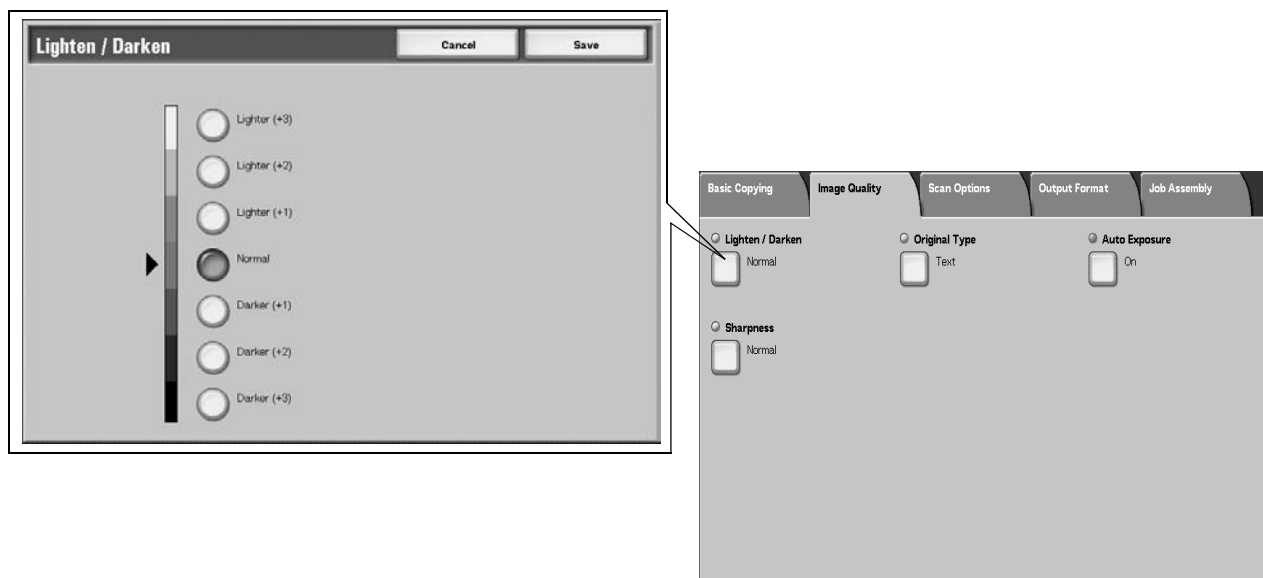 Lighten / Darken
Cancel
Save
Lighter (+3)
Lighter (+2)
Lighter (+1)
Normal
Darker (+1)
Darker (+2)
Darker (+3)
Basic Copying
Image Quality
Scan Options
Output Format
Job Assembly
Lighten / Darken
Normal
Original Type
Text
Auto Exposure
On
Sharpness
Normal